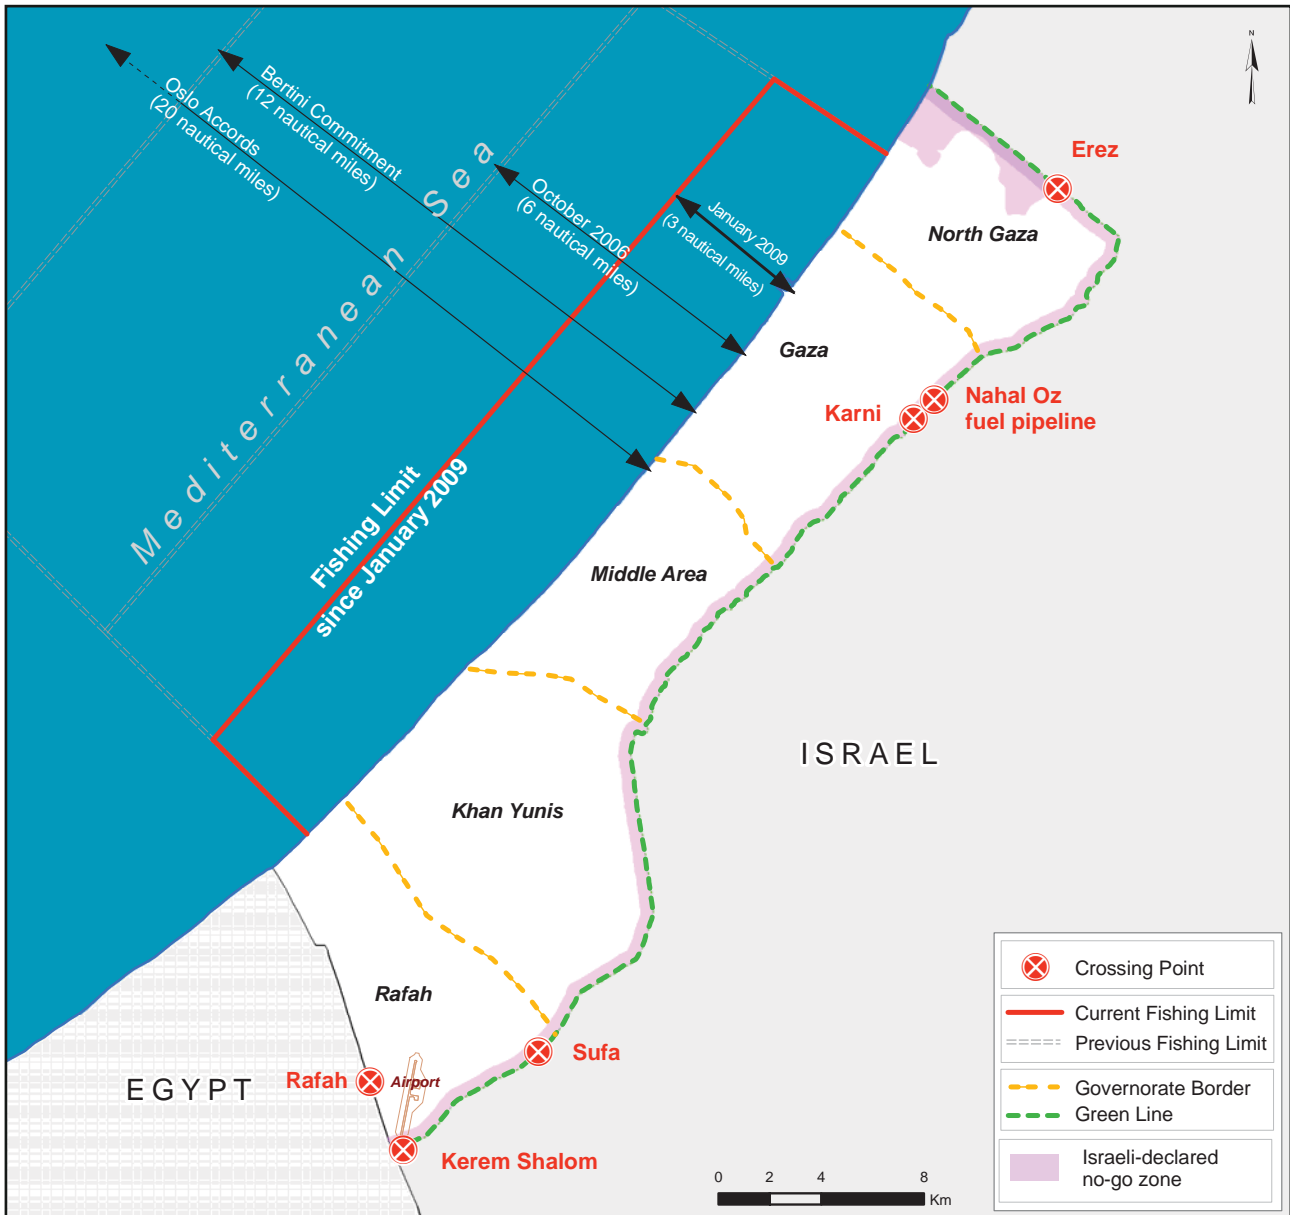 N
Oslo Accords
(20 nautical miles)
Bertini Commitment
(12 nautical miles)
October 2006
(6 nautical miles)
January 2009
(3 nautical miles)
Mediterranean Sea
Fishing Limit
since January 2009
Erez
North Gaza
Gaza
Karni
Nahal Oz
fuel pipeline
Middle Area
ISRAEL
Khan Yunis
Rafah
Sufa
EGYPT
Rafah
Airport
Kerem Shalom
0 2 4 8
Km
Crossing Point
Current Fishing Limit
Previous Fishing Limit
Governorate Border
Green Line
Israeli-declared
no-go zone